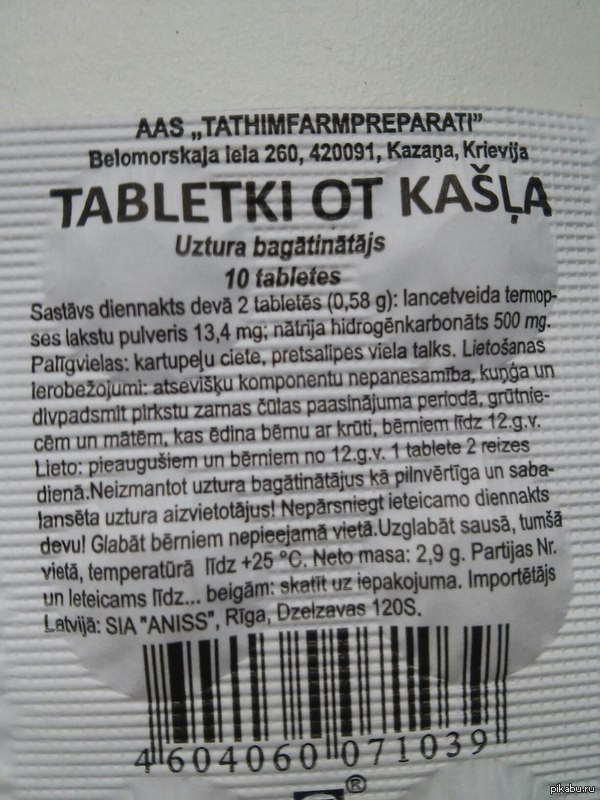 AAS „TATHIMFARMPREPARATI”
Belomorskaja iela 260, 420091, Kazaņa, Krievija
TABLETKI OT KAŠĻA
Uztura bagātinātājs
10 tabletes
Sastāvs diennakts devā 2 tabletēs (0,58 g): lancetveida termop-
ses lakstu pulveris 13,4 mg; nātrija hidrogēnkarbonāts 500 mg.
Palīgvielas: kartupeļu ciete, pretsalipes viela talks. Lietošanas
ierobežojumi: atsevišķu komponentu nepanesamība, kuņģa un
divpadsmit pirkstu zarnas čūlas paasinājuma periodā, grūtnie-
cēm un mātēm, kas ēdina bērnu ar krūti, bērniem līdz 12.g.v.
Lieto: pieaugušiem un bērniem no 12.g.v. 1 tablete 2 reizes
dienā.Neizmantot uztura bagātinātājus kā pilnvērtīga un saba-
lansēta uztura aizvietotājus! Nepārsniegt ieteicamo diennakts
devu! Glabāt bērniem nepieejamā vietā.Uzglabāt sausā, tumšā
vietā, temperatūrā līdz +25 °C. Neto masa: 2,9 g. Partijas Nr.
un Ieteicams līdz... beigām: skatīt uz iepakojuma. Importētājs
Latvijā: SIA "ANISS", Rīga, Dzelzavas 120S.
4 604060 071039
®
pikabu.ru